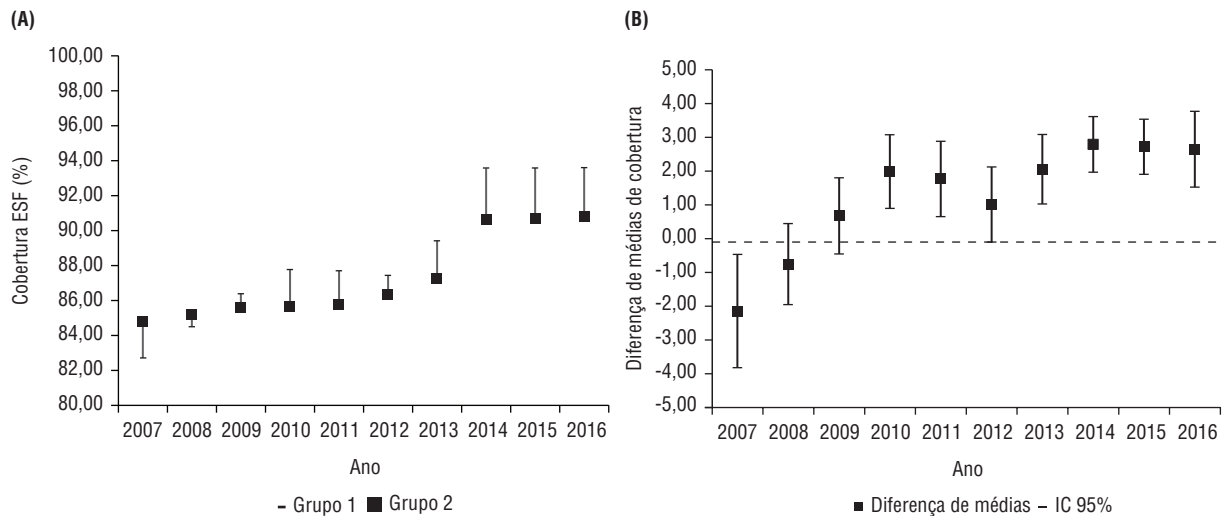 (A)
Cobertura ESF (%)
100,00
98,00
96,00
94,00
92,00
90,00
88,00
86,00
84,00
82,00
80,00
2007 2008 2009 2010 2011 2012 2013 2014 2015 2016
Ano
Grupo 1 Grupo 2
(B)
Diferença de médias de cobertura
5,00
4,00
3,00
2,00
1,00
0,00
-1,00
-2,00
-3,00
-4,00
-5,00
2007 2008 2009 2010 2011 2012 2013 2014 2015 2016
Ano
Diferença de médias IC 95%